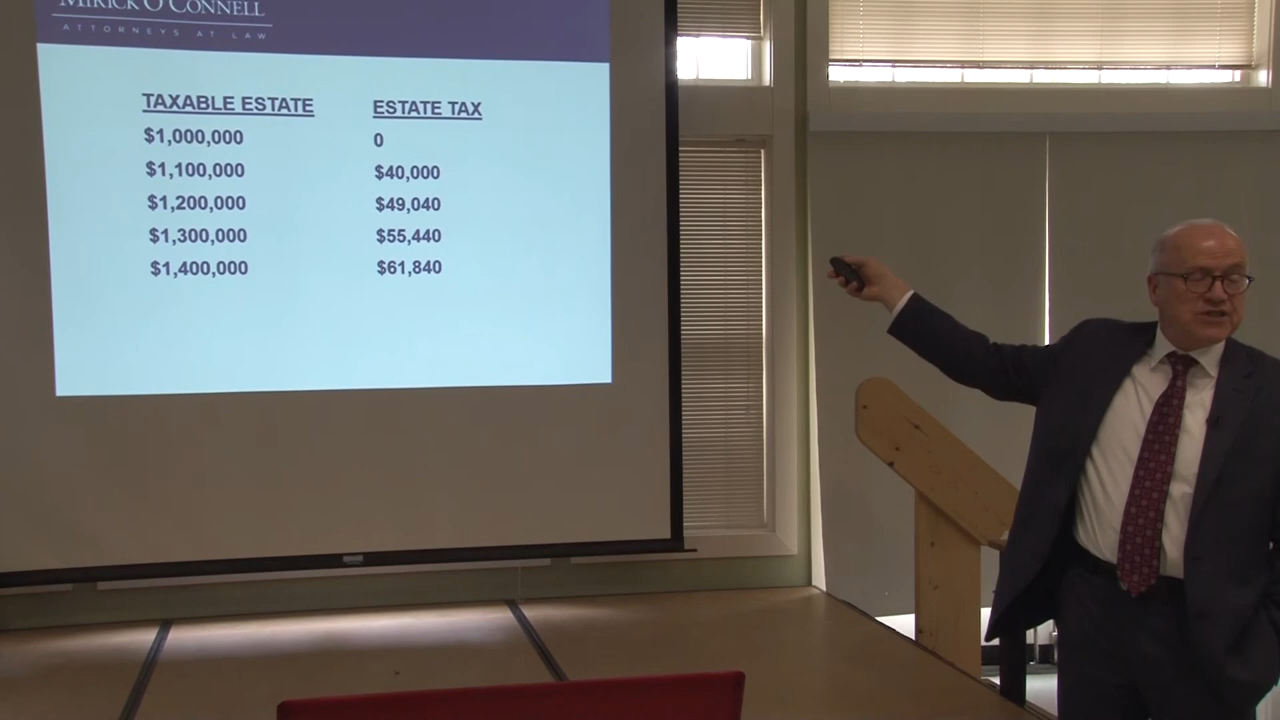 MIRICK O'CONNELL
ATTORNEYS AT LAW
TAXABLE ESTATE ESTATE TAX
$1,000,000 0
$1,100,000 $40,000
$1,200,000 $49,040
$1,300,000 $55,440
$1,400,000 $61,840